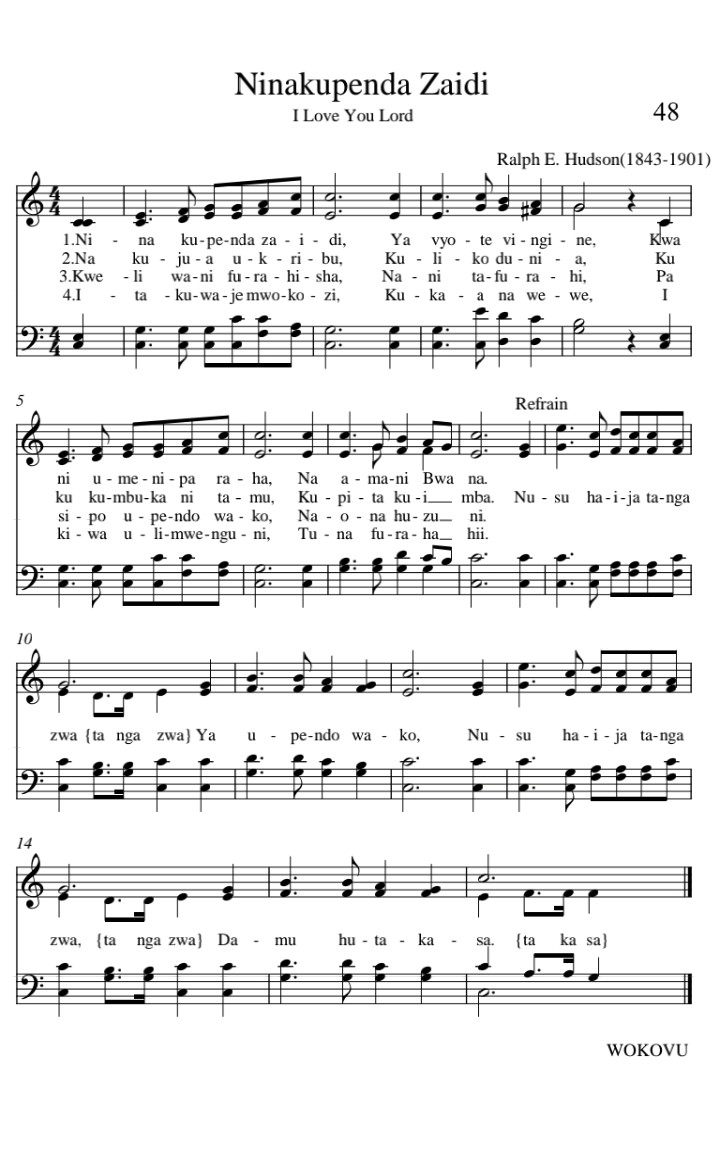 Ninakupenda Zaidi
I Love You Lord
48
Ralph E. Hudson(1843-1901)
1.Ni - na ku-penda za - i - di, Ya vyo - te vi-ngi - ne, Kwa
2.Na ku - ju - a u - k - ri - bu, Ku - li - ko du - ni - a, Ku
3.Kwe - li wa - ni fu - ra - hi - sha, Na - ni ta - fu - ra - hi, Pa
4.I - ta - ku-wa-je mwo-ko - zi, Ku - ka - a na we - we, I
5
Refrain
ni u - me - ni - pa ra - ha, Na a - ma-ni Bwa na.
ku ku-mbu-ka ni ta - mu, Ku - pi - ta ku - i mba. Nu - su ha - i - ja ta-nga
si - po u - pe-ndo wa - ko, Na - o - na hu - zu ni.
ki - wa u - li-mwe-ngu - ni, Tu - na fu-ra- ha hii.
10
zwa {ta nga zwa} Ya u - pe-ndo wa - ko, Nu - su ha - i - ja ta-nga
14
zwa, {ta nga zwa} Da - mu hu - ta - ka - sa. {ta ka sa}
WOKOVU